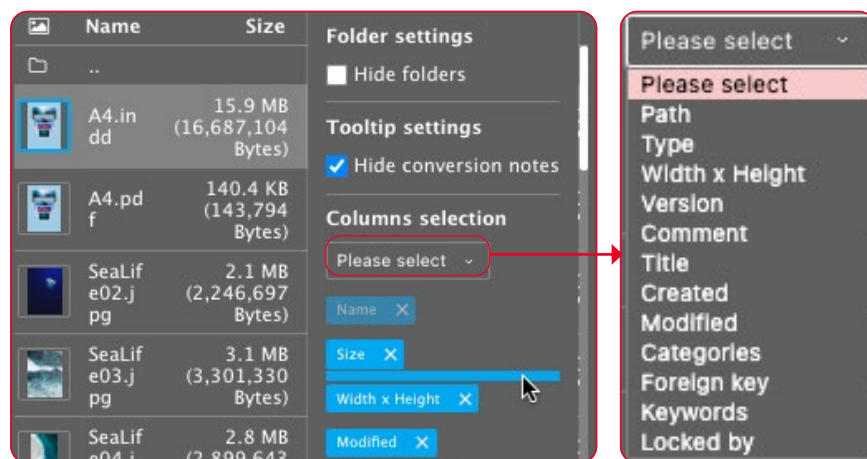 Name Size
..
A4.in
dd
15.9 MB
(16,687,104
Bytes)
A4.pd
f
140.4 KB
(143,794
Bytes)
SeaLif
e02.j
pg
2.1 MB
(2,246,697
Bytes)
SeaLif
e03.j
pg
3.1 MB
(3,301,330
Bytes)
SeaLif
e04.j
2.8 MB
(2,899,643
Folder settings
Hide folders
Tooltip settings
Hide conversion notes
Columns selection
Please select
Name
Size
Width x Height
Modified
Please select
Please select
Path
Type
Width x Height
Version
Comment
Title
Created
Modified
Categories
Foreign key
Keywords
Locked by